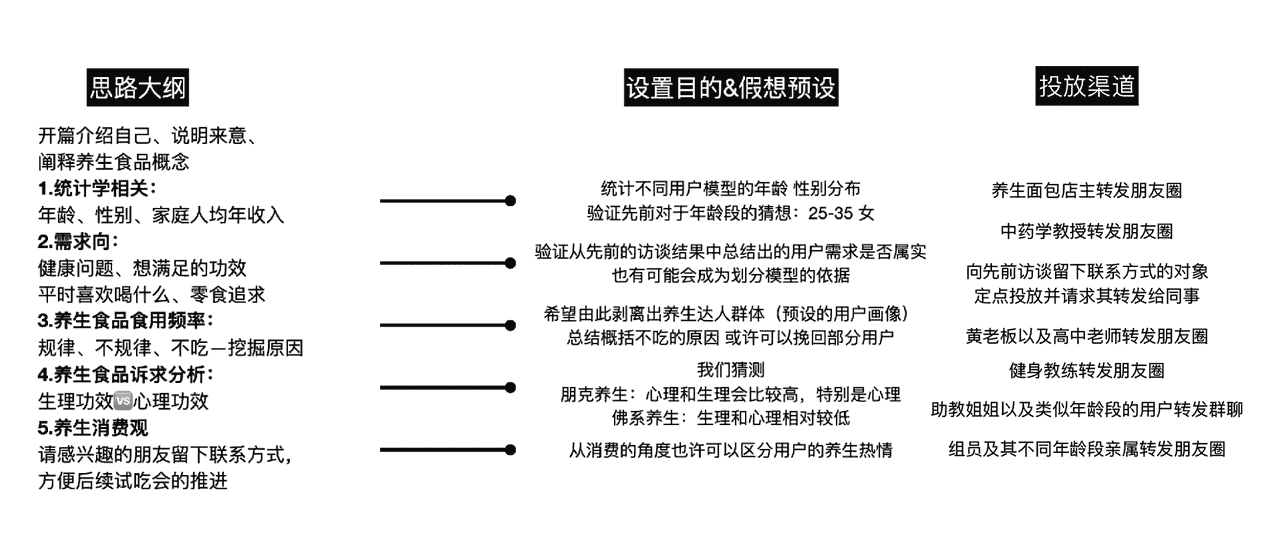 思路大纲
开篇介绍自己、说明来意、
阐释养生食品概念
1.统计学相关：
年龄、性别、家庭人均年收入
2.需求向：
健康问题、想满足的功效
平时喜欢喝什么、零食追求
3.养生食品食用频率：
规律、不规律、不吃—挖掘原因
4.养生食品诉求分析：
生理功效🆚心理功效
5.养生消费观
请感兴趣的朋友留下联系方式，
方便后续试吃会的推进
设置目的&假想预设
统计不同用户模型的年龄 性别分布
验证先前对于年龄段的猜想：25-35 女
验证从先前的访谈结果中总结出的用户需求是否属实
也有可能会成为划分模型的依据
希望由此剥离出养生达人群体（预设的用户画像）
总结概括不吃的原因 或许可以挽回部分用户
我们猜测
朋克养生：心理和生理会比较高，特别是心理
佛系养生：生理和心理相对较低
从消费的角度也许可以区分用户的养生热情
投放渠道
养生面包店主转发朋友圈
中药学教授转发朋友圈
向先前访谈留下联系方式的对象
定点投放并请求其转发给同事
黄老板以及高中老师转发朋友圈
健身教练转发朋友圈
助教姐姐以及类似年龄段的用户转发群聊
组员及其不同年龄段亲属转发朋友圈